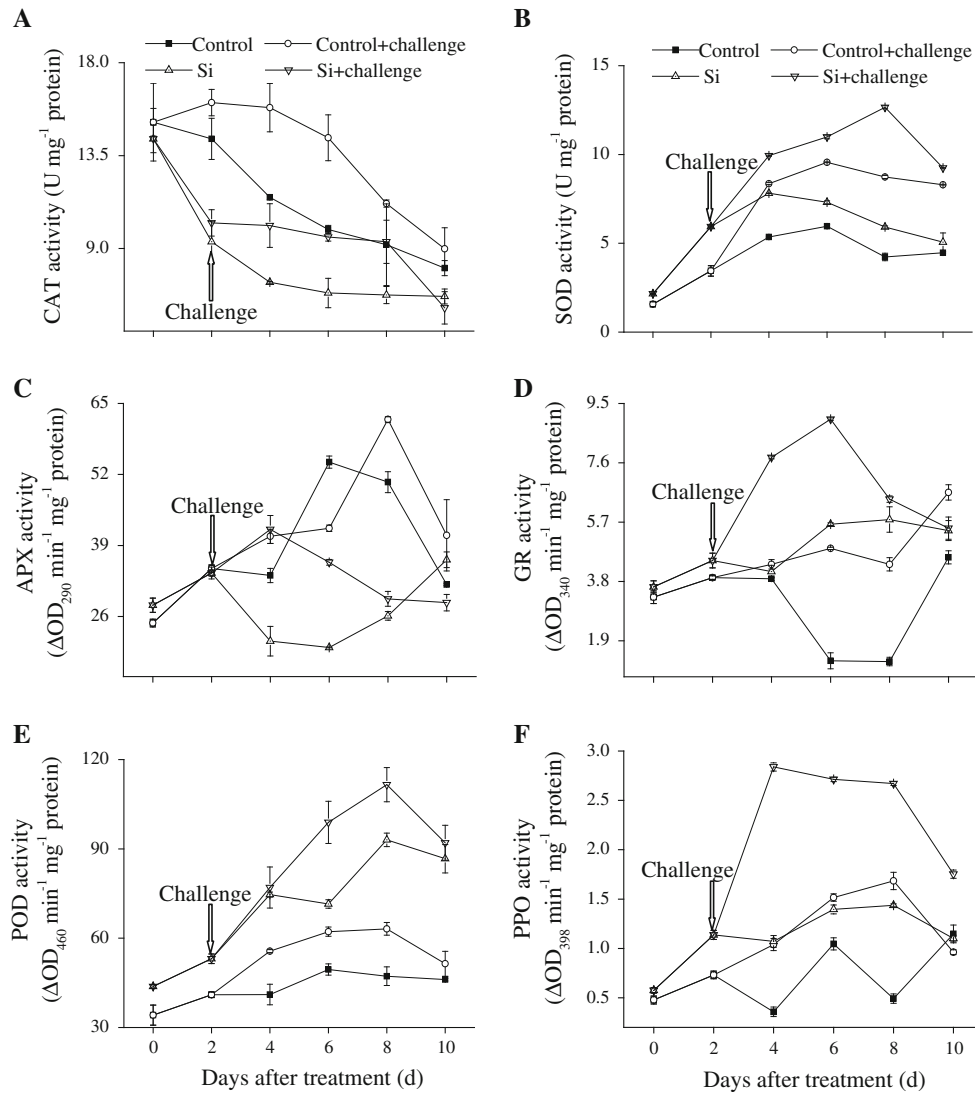 A
Control
Control+challenge
Si
Si+challenge
CAT activity (U mg⁻¹ protein)
18.0
13.5
9.0
Challenge
B
Control
Control+challenge
Si
Si+challenge
SOD activity (U mg⁻¹ protein)
15
10
5
0
Challenge
C
APX activity
(ΔOD₂₉₀ min⁻¹ mg⁻¹ protein)
65
52
39
26
Challenge
D
GR activity
(ΔOD₃₄₀ min⁻¹ mg⁻¹ protein)
9.5
7.6
5.7
3.8
1.9
Challenge
E
POD activity
(ΔOD₄₆₀ min⁻¹ mg⁻¹ protein)
120
90
60
30
Challenge
0 2 4 6 8 10
Days after treatment (d)
F
PPO activity
(ΔOD₃₉₈ min⁻¹ mg⁻¹ protein)
3.0
2.5
2.0
1.5
1.0
0.5
Challenge
0 2 4 6 8 10
Days after treatment (d)